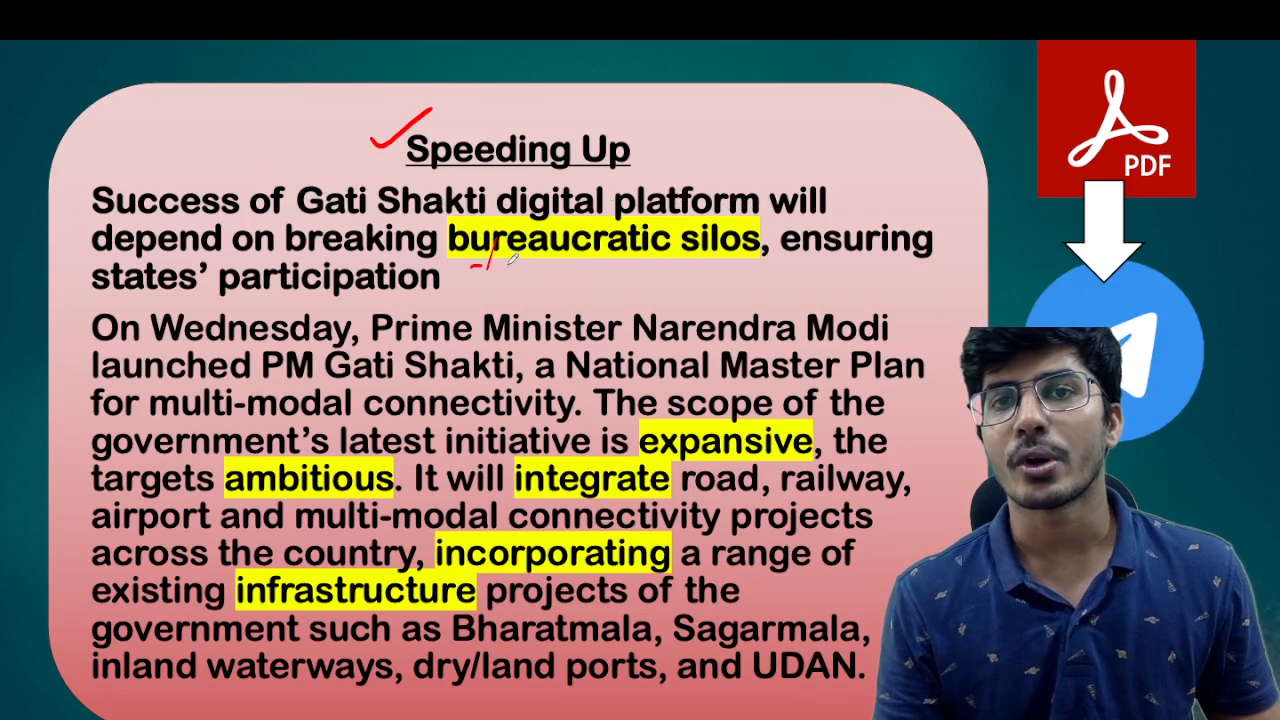 Speeding Up
Success of Gati Shakti digital platform will
depend on breaking bureaucratic silos, ensuring
states’ participation
On Wednesday, Prime Minister Narendra Modi
launched PM Gati Shakti, a National Master Plan
for multi-modal connectivity. The scope of the
government’s latest initiative is expansive, the
targets ambitious. It will integrate road, railway,
airport and multi-modal connectivity projects
across the country, incorporating a range of
existing infrastructure projects of the
government such as Bharatmala, Sagarmala,
inland waterways, dry/land ports, and UDAN.
PDF